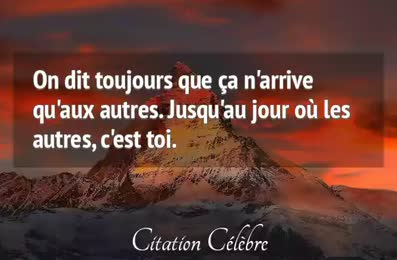 On dit toujours que ça n'arrive
qu'aux autres. Jusqu'au jour où les
autres, c'est toi.
Citation Célèbre